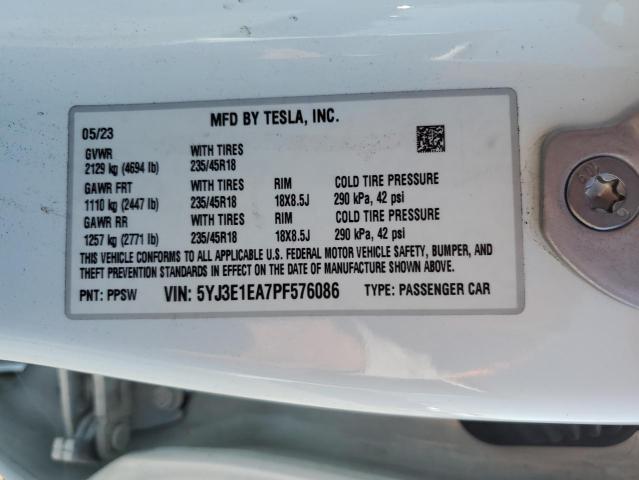 MFD BY TESLA, INC.
05/23
GVWR WITH TIRES
2129 kg (4694 lb) 235/45R18
GAWR FRT WITH TIRES RIM COLD TIRE PRESSURE
1110 kg (2447 lb) 235/45R18 18X8.5J 290 kPa, 42 psi
GAWR RR WITH TIRES RIM COLD TIRE PRESSURE
1257 kg (2771 lb) 235/45R18 18X8.5J 290 kPa, 42 psi
THIS VEHICLE CONFORMS TO ALL APPLICABLE U.S. FEDERAL MOTOR VEHICLE SAFETY, BUMPER, AND
THEFT PREVENTION STANDARDS IN EFFECT ON THE DATE OF MANUFACTURE SHOWN ABOVE.
PNT: PPSW VIN: 5YJ3E1EA7PF576086 TYPE: PASSENGER CAR